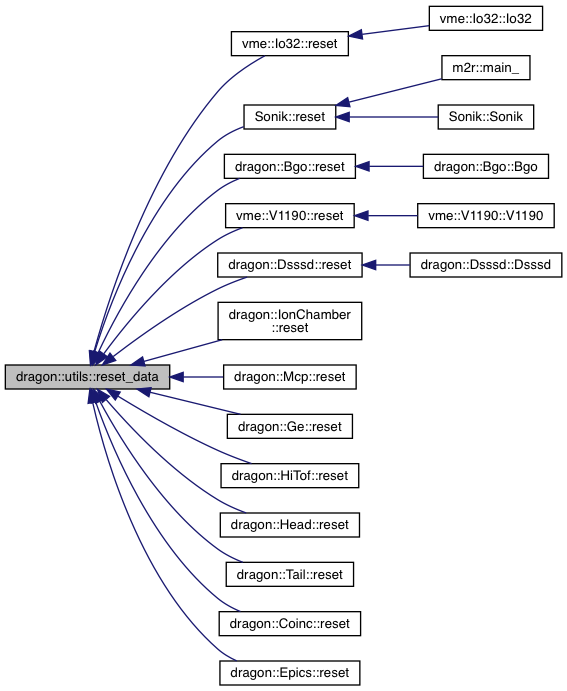 vme::Io32::Io32
vme::Io32::reset
m2r::main_
Sonik::reset
Sonik::Sonik
dragon::Bgo::reset
dragon::Bgo::Bgo
vme::V1190::reset
vme::V1190::V1190
dragon::Dsssd::reset
dragon::Dsssd::Dsssd
dragon::IonChamber
::reset
dragon::utils::reset_data
dragon::Mcp::reset
dragon::Ge::reset
dragon::HiTof::reset
dragon::Head::reset
dragon::Tail::reset
dragon::Coinc::reset
dragon::Epics::reset